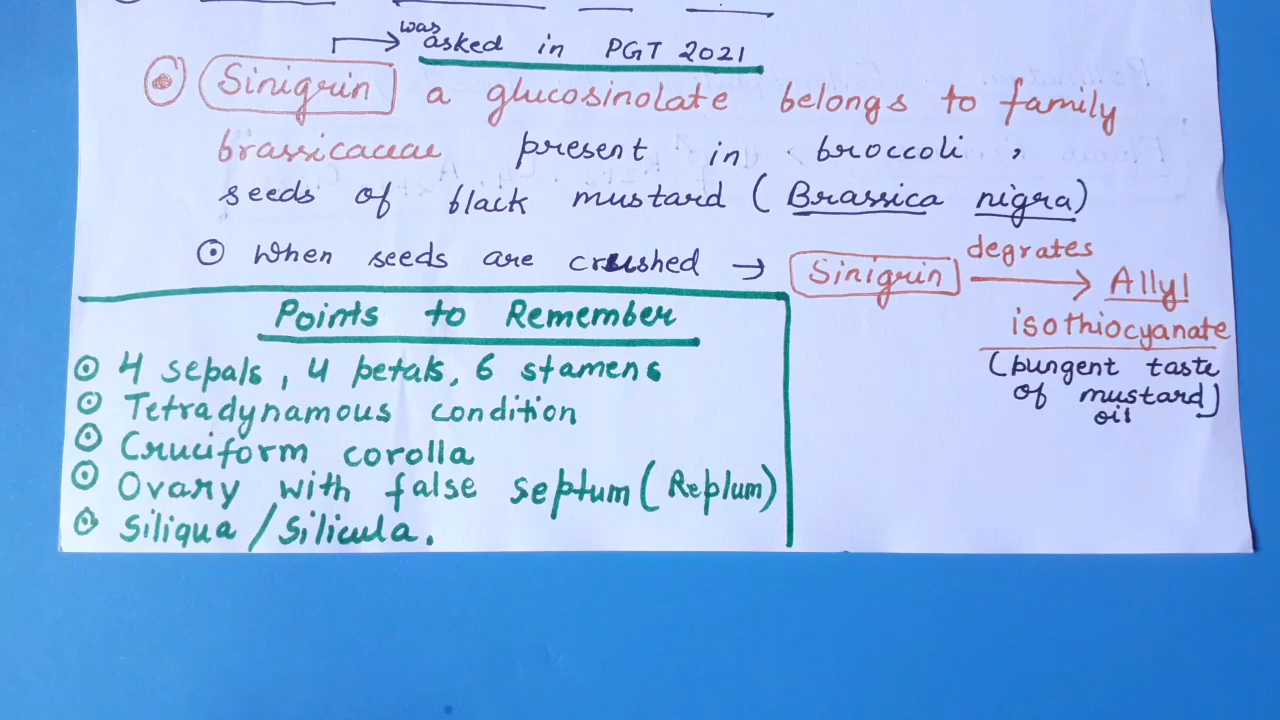 was
asked in PGT 2021
Sinigrin a glucosinolate belongs to family
brassicaceae present in broccoli ,
seeds of black mustard (Brassica nigra)
When seeds are crushed → Sinigrin degrates → Allyl
isothiocyanate
(pungent taste
of mustard)
oil
Points to Remember
4 sepals, 4 petals, 6 stamens
Tetradynamous condition
Cruciform corolla
Ovary with false septum (Replum)
Siliqua / Silicula.